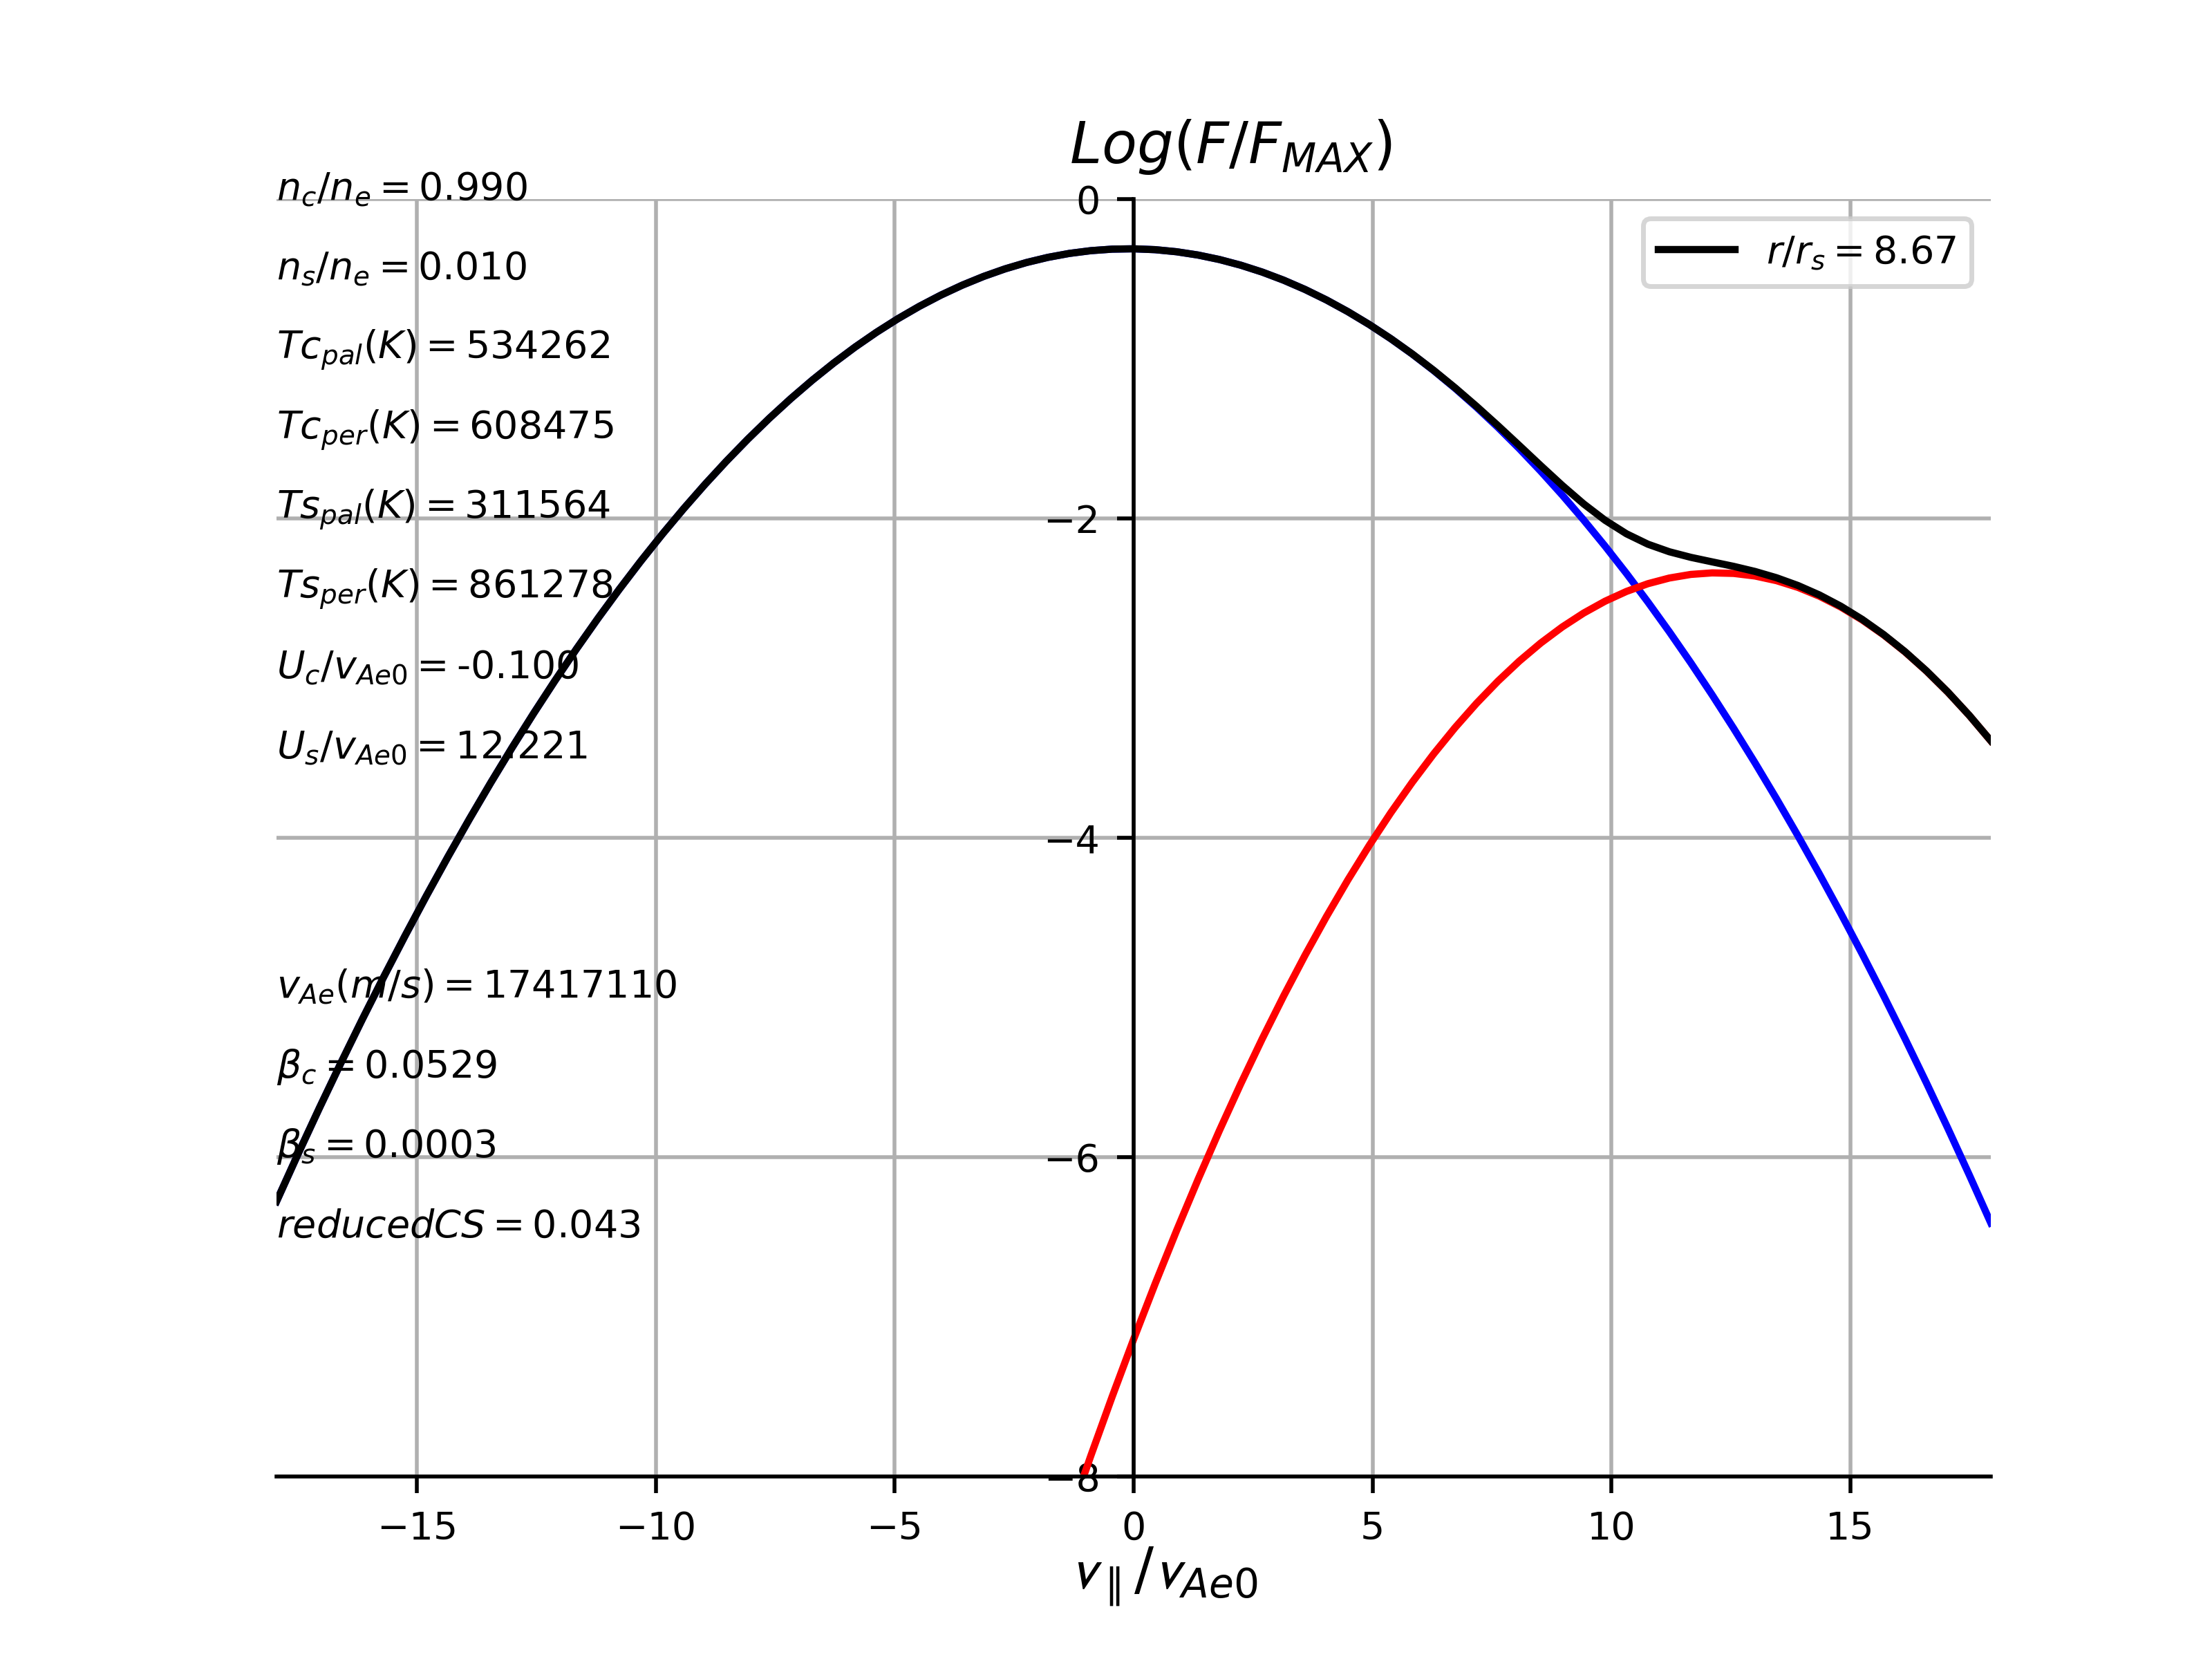 Log(F/F_MAX)
n_c/n_e = 0.990
n_s/n_e = 0.010
Tc_pal(K) = 534262
Tc_per(K) = 608475
Ts_pal(K) = 311564
Ts_per(K) = 861278
U_c/v_Ae0 = -0.100
U_s/v_Ae0 = 12.221
v_Ae(m/s) = 17417110
β_c = 0.0529
β_s = 0.0003
reducedCS = 0.043
r/r_s = 8.67
0
−2
−4
−6
−8
−15 −10 −5 0 5 10 15
v_∥/v_Ae0